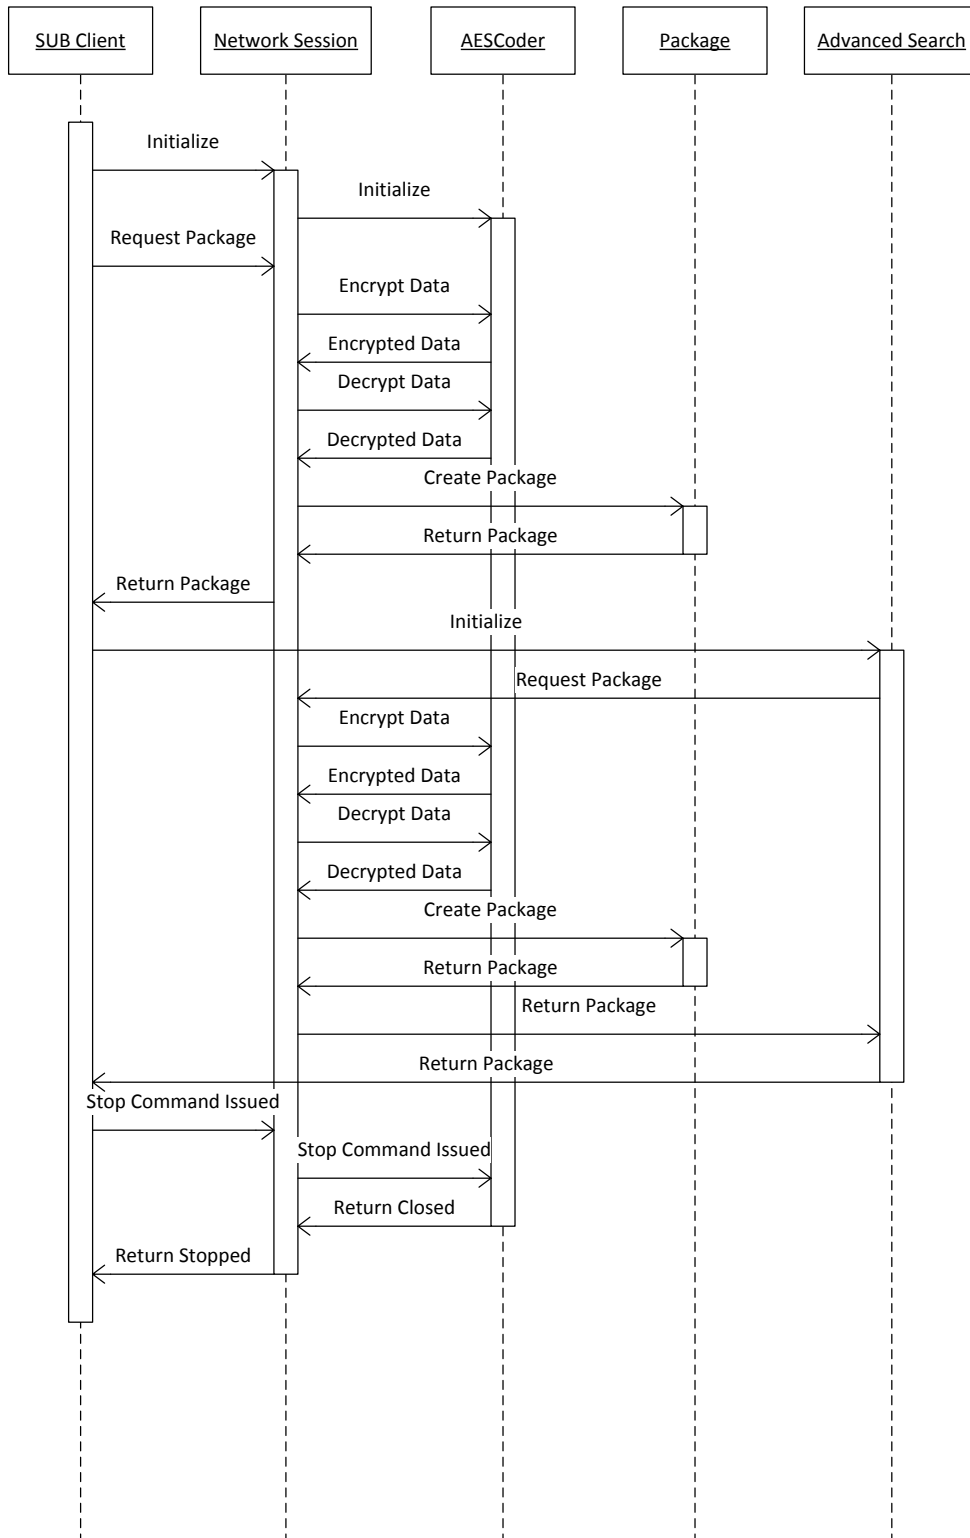 SUB Client
Network Session
AESCoder
Package
Advanced Search
Initialize
Initialize
Request Package
Encrypt Data
Encrypted Data
Decrypt Data
Decrypted Data
Create Package
Return Package
Return Package
Initialize
Request Package
Encrypt Data
Encrypted Data
Decrypt Data
Decrypted Data
Create Package
Return Package
Return Package
Return Package
Stop Command Issued
Stop Command Issued
Return Closed
Return Stopped